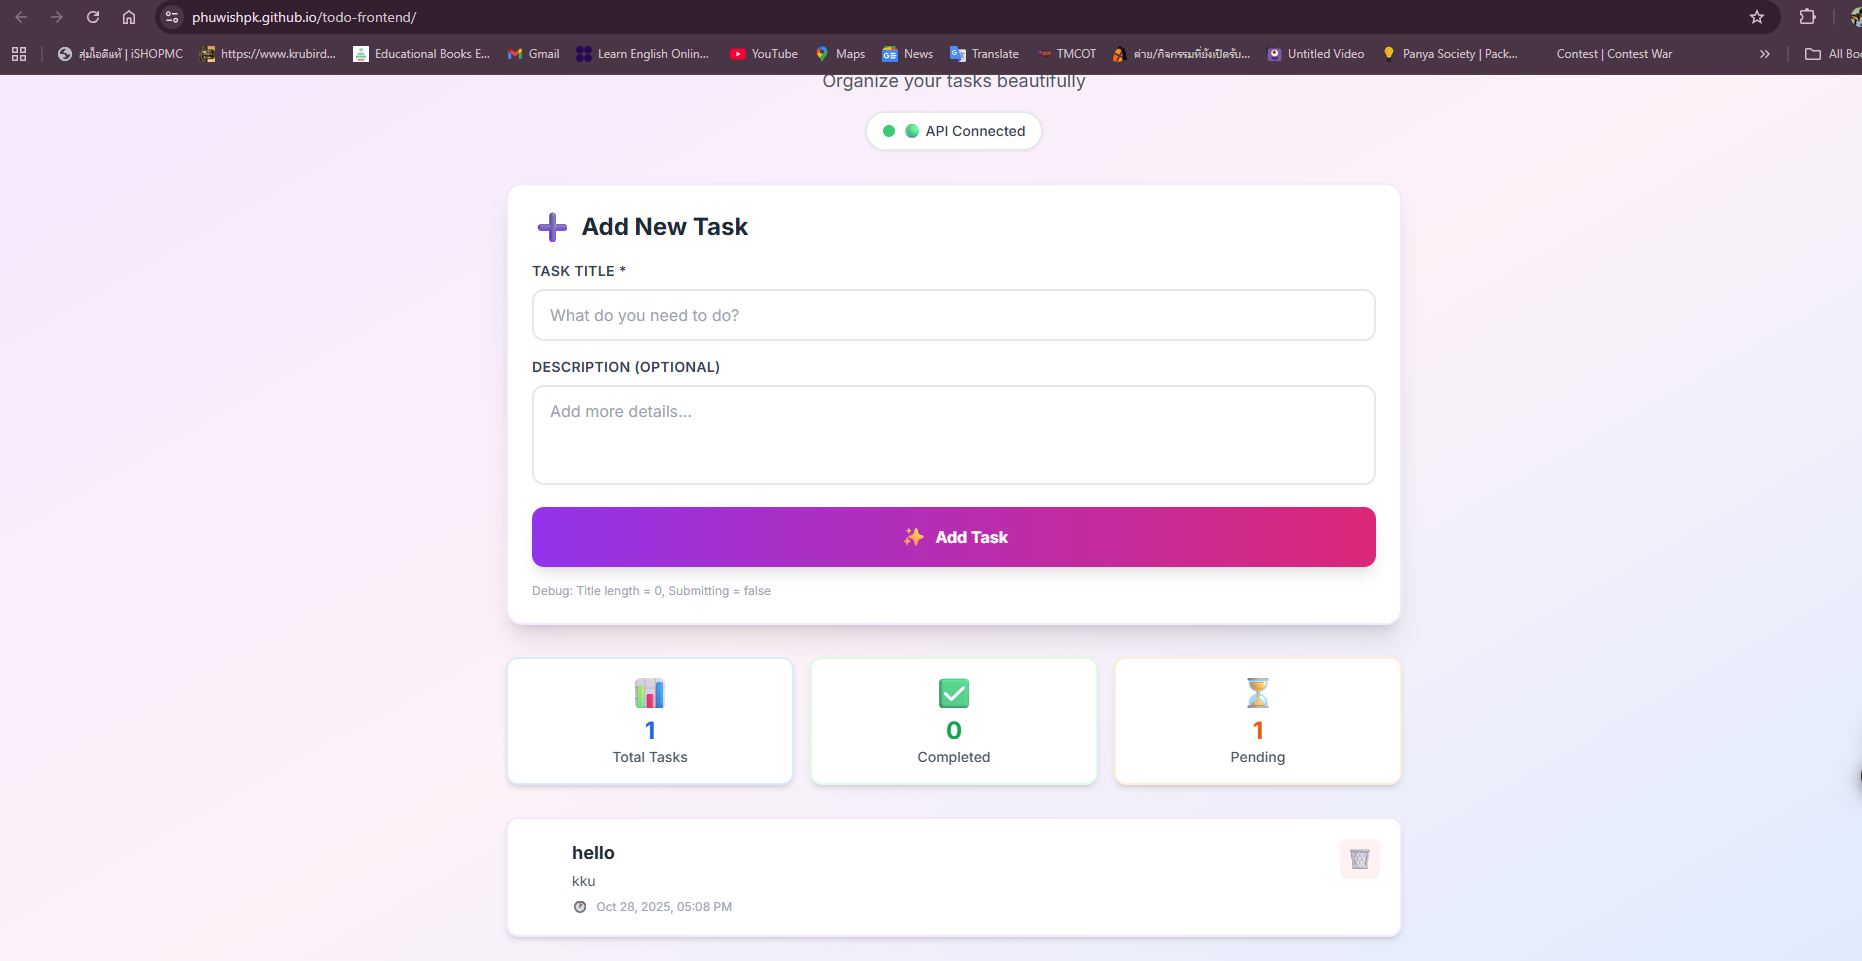 phuwishpk.github.io/todo-frontend/
สุ่มไอดีแท้ | iSHOPMC
https://www.krubird...
Educational Books E...
Gmail
Learn English Onlin...
YouTube
Maps
News
Translate
TMCOT
ค่าย/กิจกรรมที่ยังเปิดรับ...
Untitled Video
Panya Society | Pack...
Contest | Contest War
»
All Boo
Organize your tasks beautifully
API Connected
Add New Task
TASK TITLE *
What do you need to do?
DESCRIPTION (OPTIONAL)
Add more details...
Add Task
Debug: Title length = 0, Submitting = false
1
Total Tasks
0
Completed
1
Pending
hello
kku
Oct 28, 2025, 05:08 PM